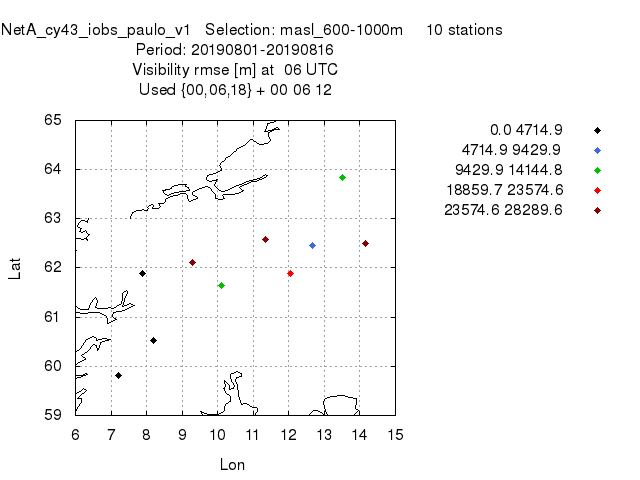 NetA_cy43_iobs_paulo_v1 Selection: masl_600-1000m 10 stations
Period: 20190801-20190816
Visibility rmse [m] at 06 UTC
Used {00,06,18} + 00 06 12
0.0 4714.9
4714.9 9429.9
9429.9 14144.8
18859.7 23574.6
23574.6 28289.6
65
64
63
62
61
60
59
Lat
6 7 8 9 10 11 12 13 14 15
Lon